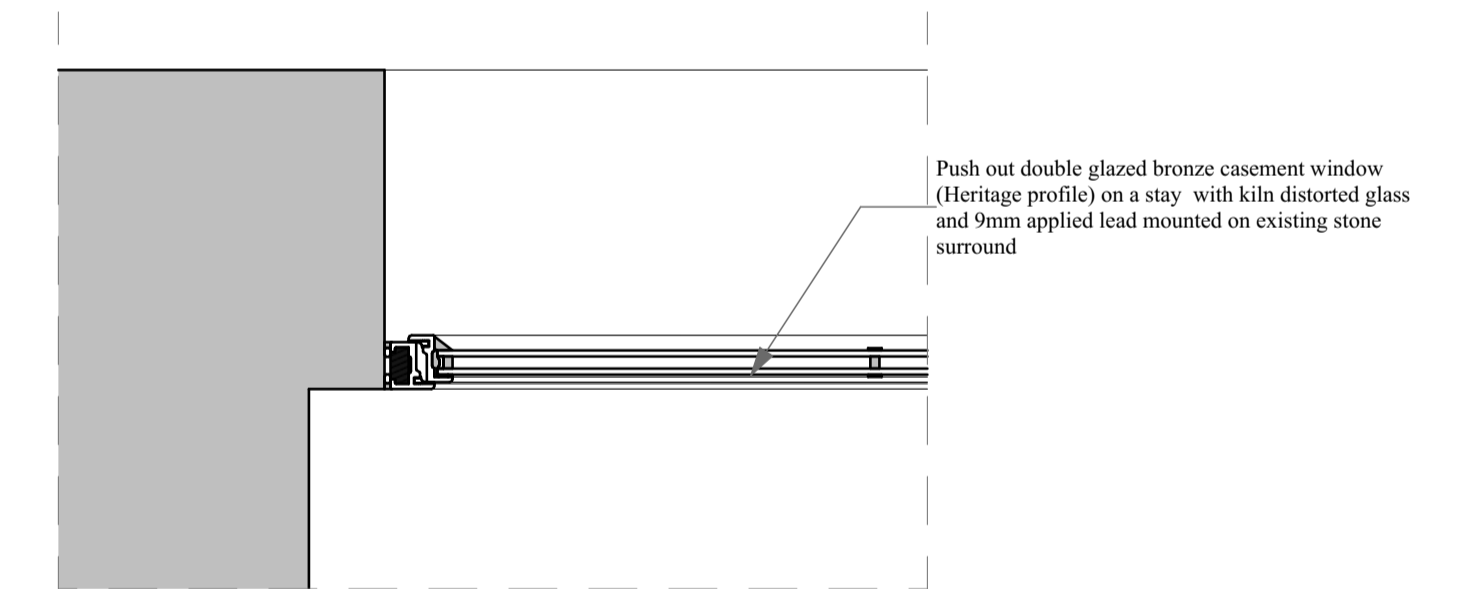 Push out double glazed bronze casement window
(Heritage profile) on a stay  with kiln distorted glass
and 9mm applied lead mounted on existing stone
surround